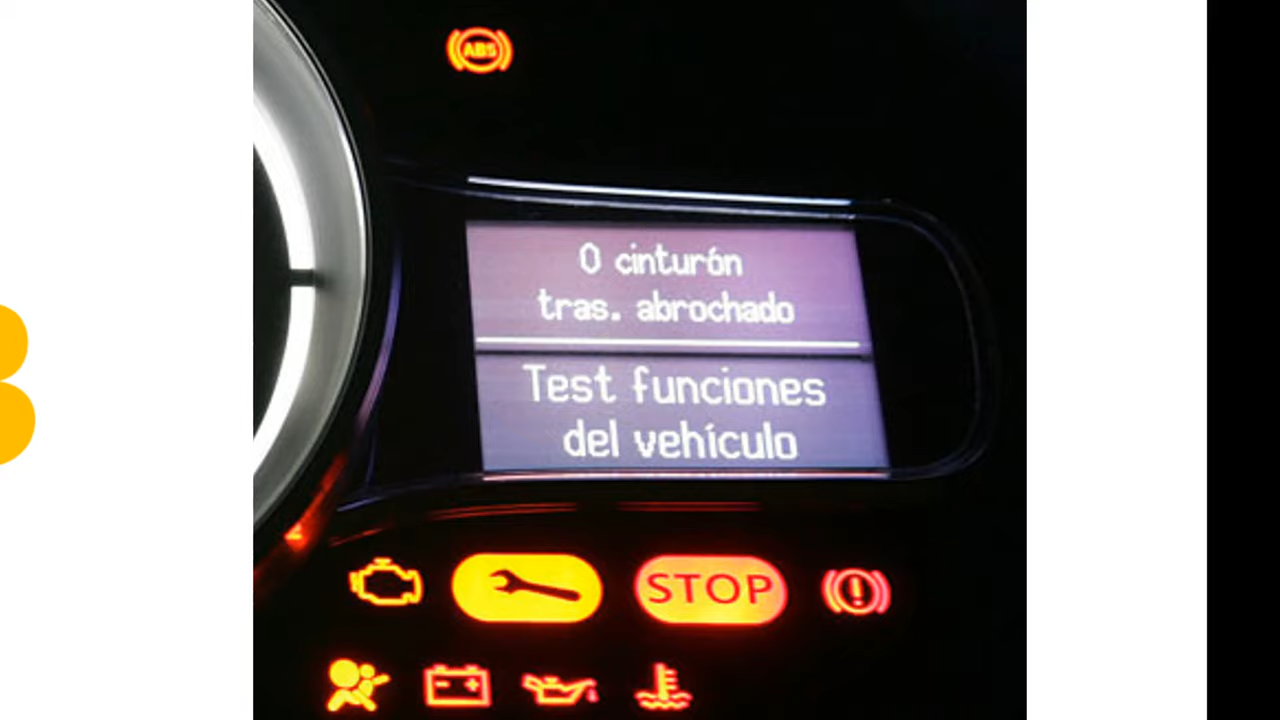 ABS
0 cinturón
tras. abrochado
Test funciones
del vehículo
STOP